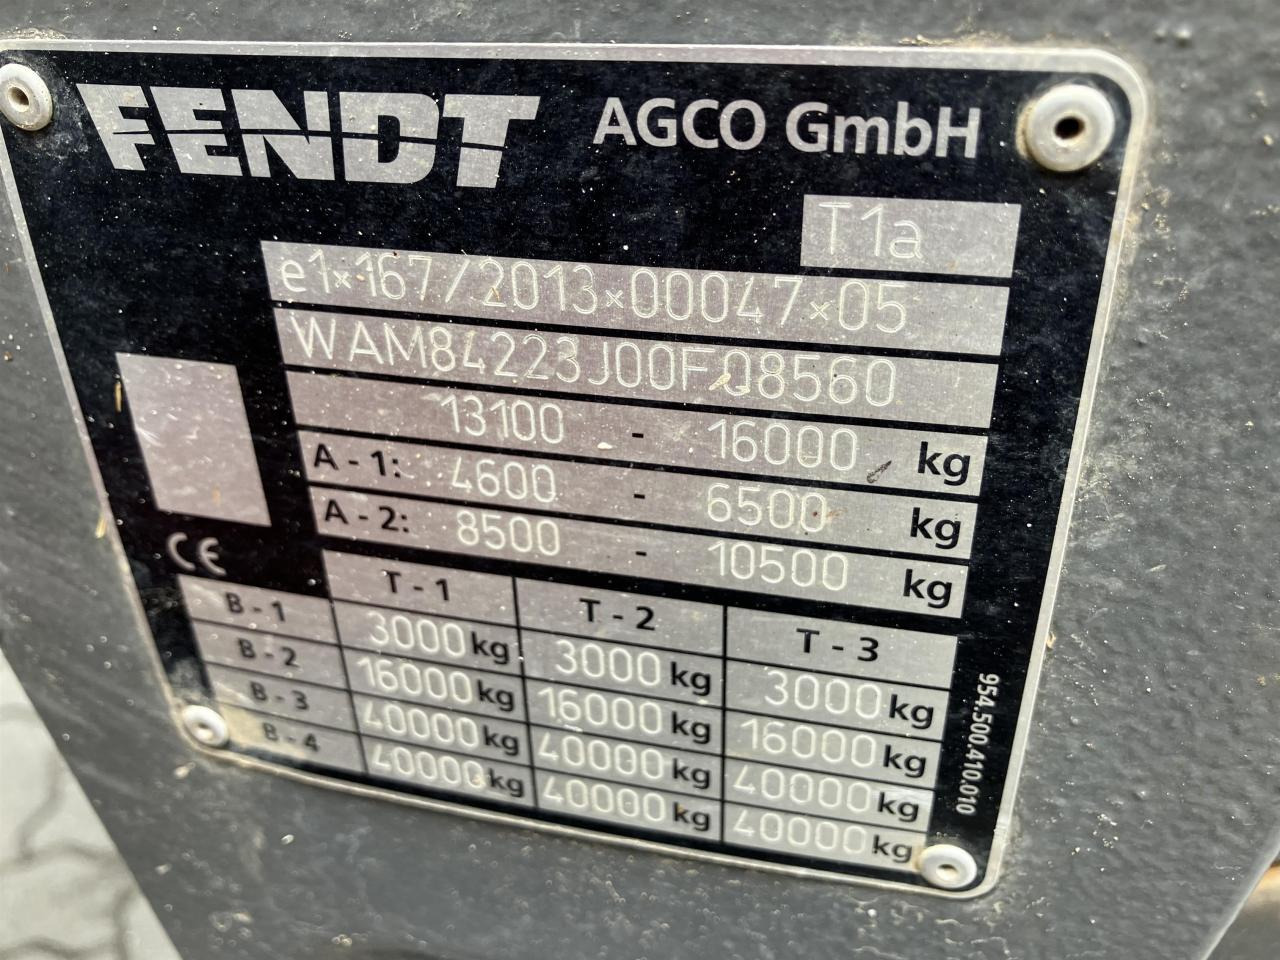 FENDT AGCO GmbH
T1a
e1×167/2013×00047×05
WAM84223J00F08560
13100 - 16000 kg
A - 1: 4600 - 6500 kg
A - 2: 8500 - 10500 kg
CE
T - 1 T - 2 T - 3
B - 1 3000 kg 3000 kg 3000 kg
B - 2 16000 kg 16000 kg 16000 kg
B - 3 40000 kg 40000 kg 40000 kg
B - 4 40000 kg 40000 kg 40000 kg
954.500.410.010